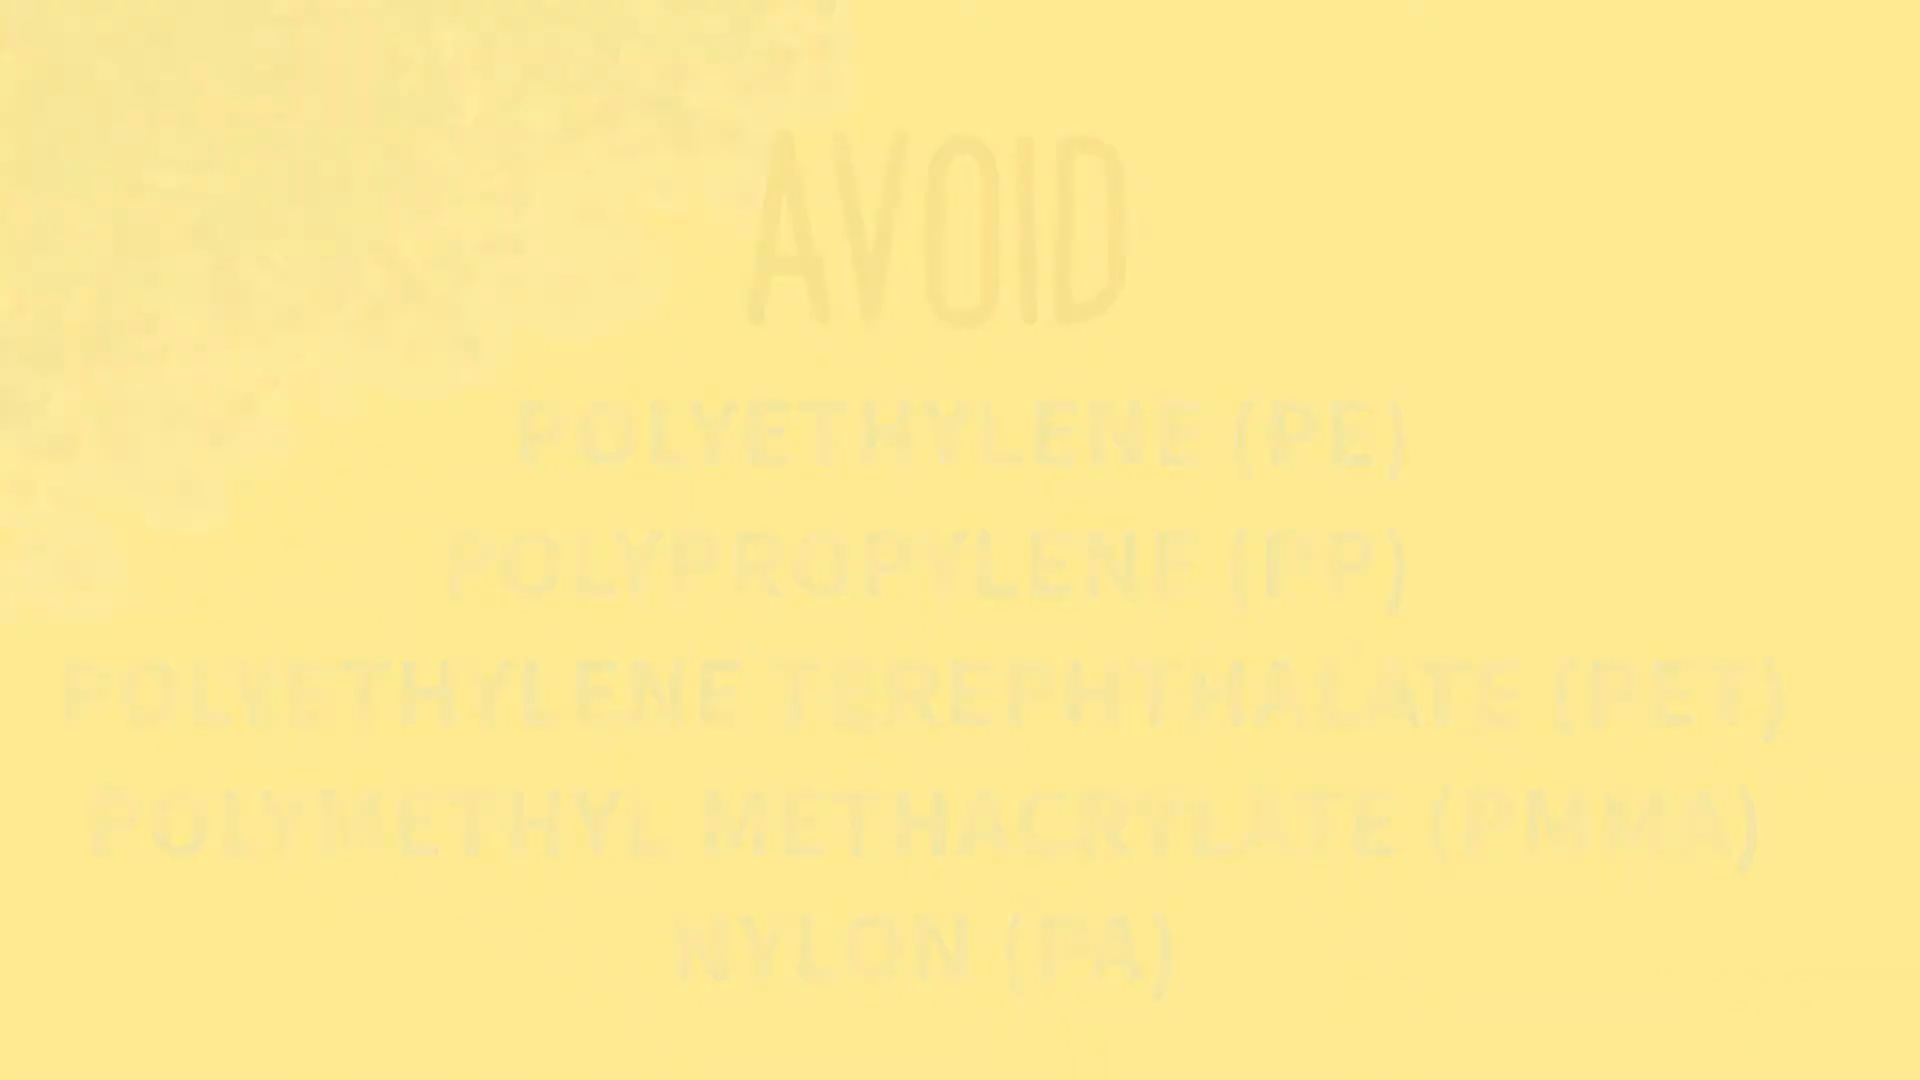 AVOID
POLYETHYLENE (PE)
POLYPROPYLENE (PP)
POLYETHYLENE TEREPHTHALATE (PET)
POLYMETHYL METHACRYLATE (PMMA)
NYLON (PA)